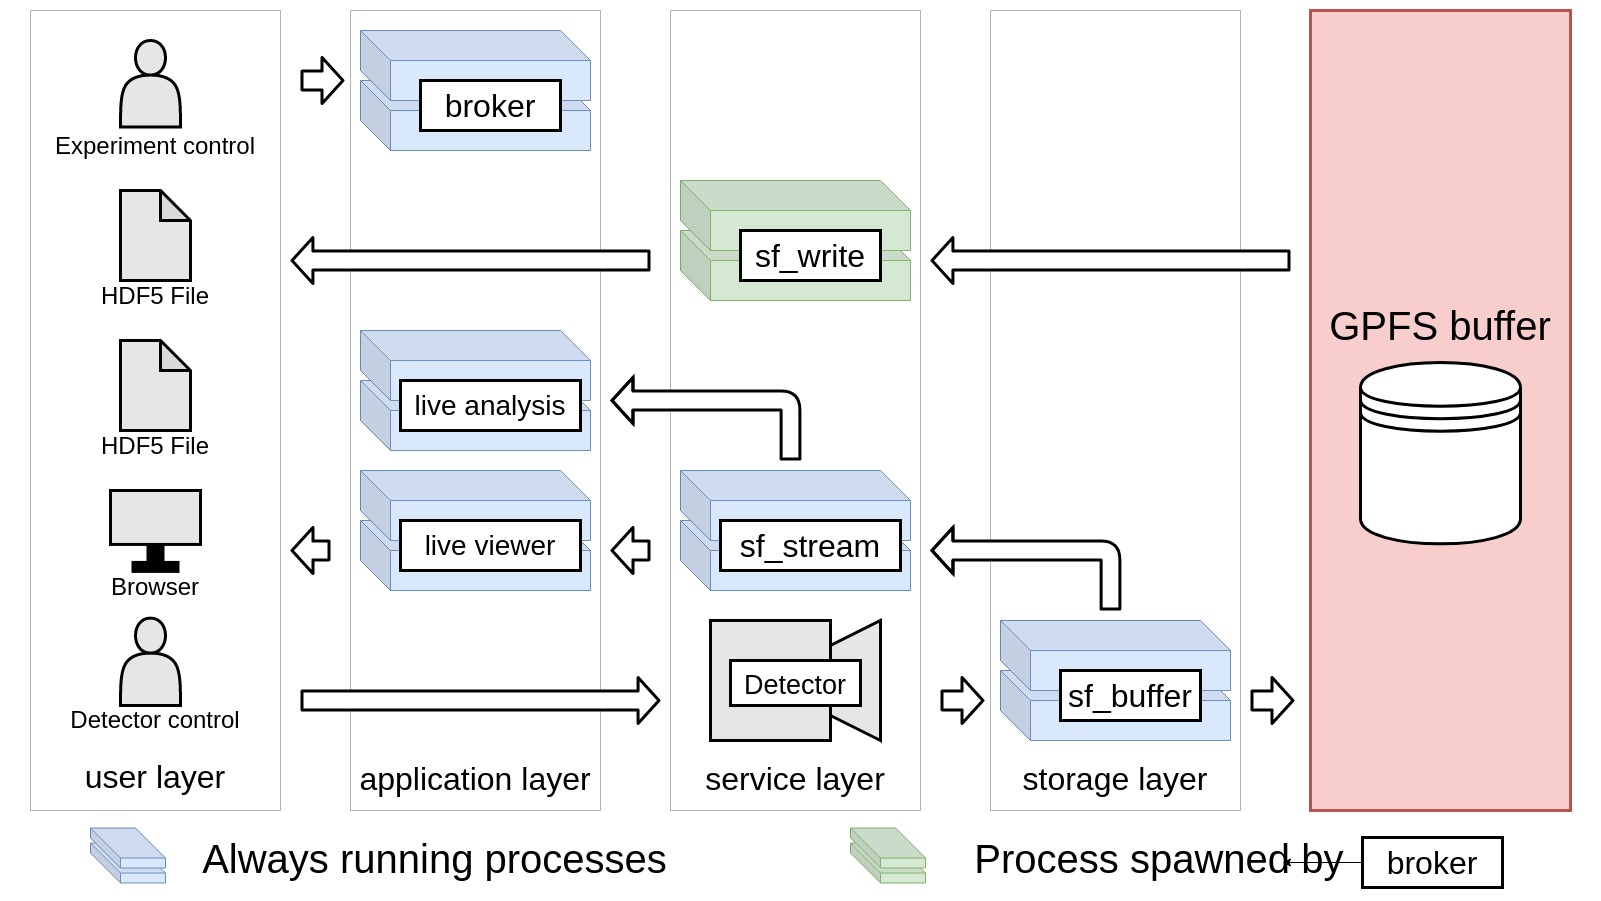 broker
Experiment control
sf_write
HDF5 File
GPFS buffer
live analysis
HDF5 File
live viewer
sf_stream
Browser
Detector
sf_buffer
Detector control
user layer
application layer
service layer
storage layer
Always running processes
Process spawned by
broker